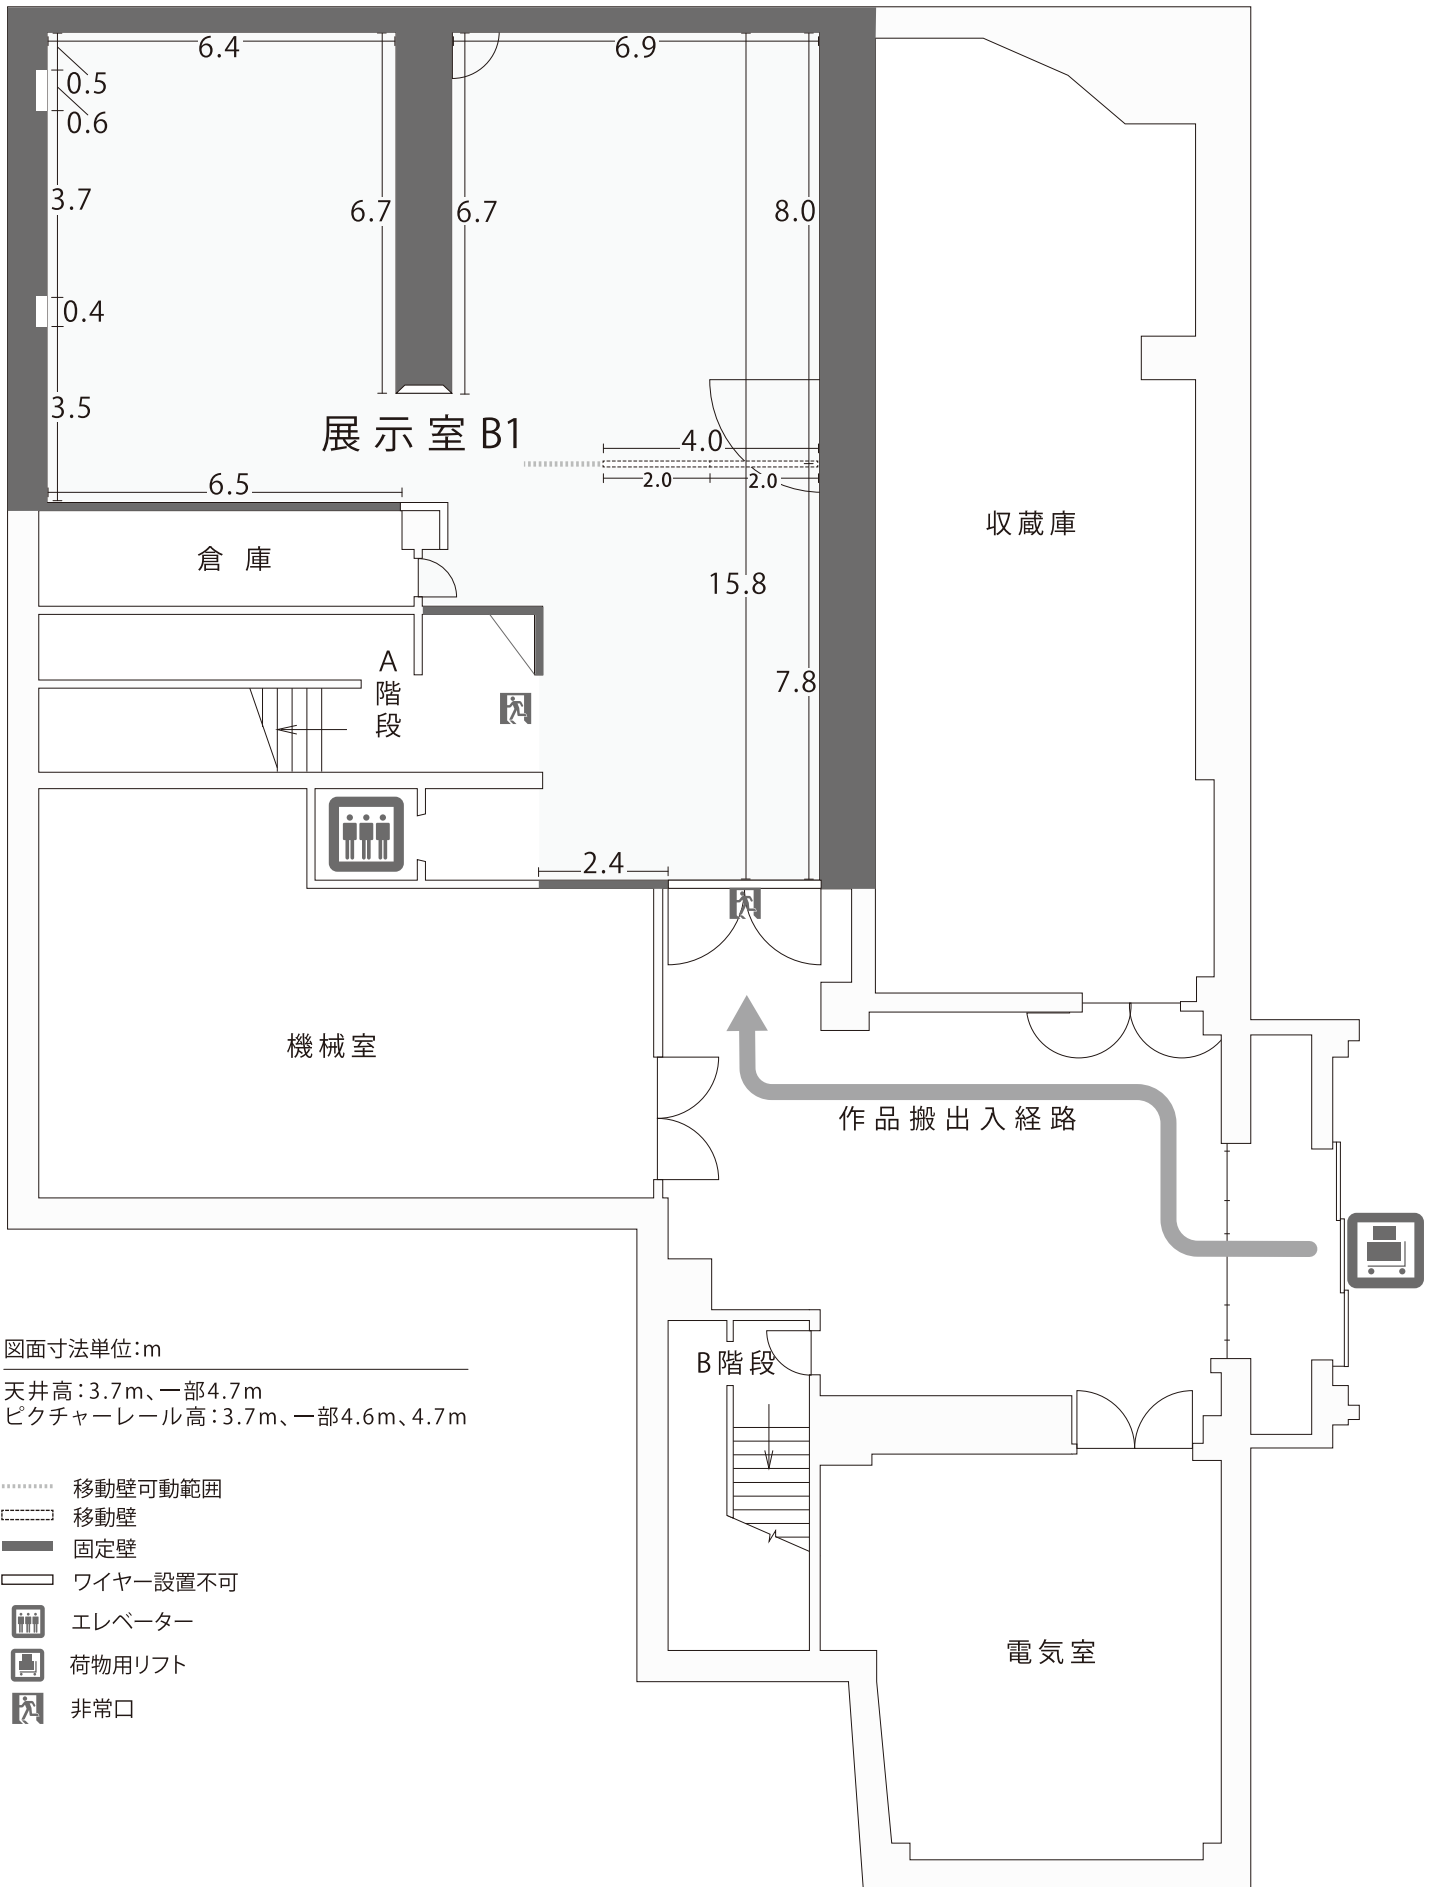 6.4
6.9
0.5
0.6
3.7
6.7
6.7
8.0
0.4
3.5
展示室B1
4.0
2.0
2.0
6.5
収蔵庫
倉庫
15.8
A
階
段
7.8
2.4
機械室
作品搬出入経路
図面寸法単位：m
B階段
天井高：3.7m、一部4.7m
ピクチャーレール高：3.7m、一部4.6m、4.7m
移動壁可動範囲
移動壁
固定壁
ワイヤー設置不可
エレベーター
荷物用リフト
電気室
非常口